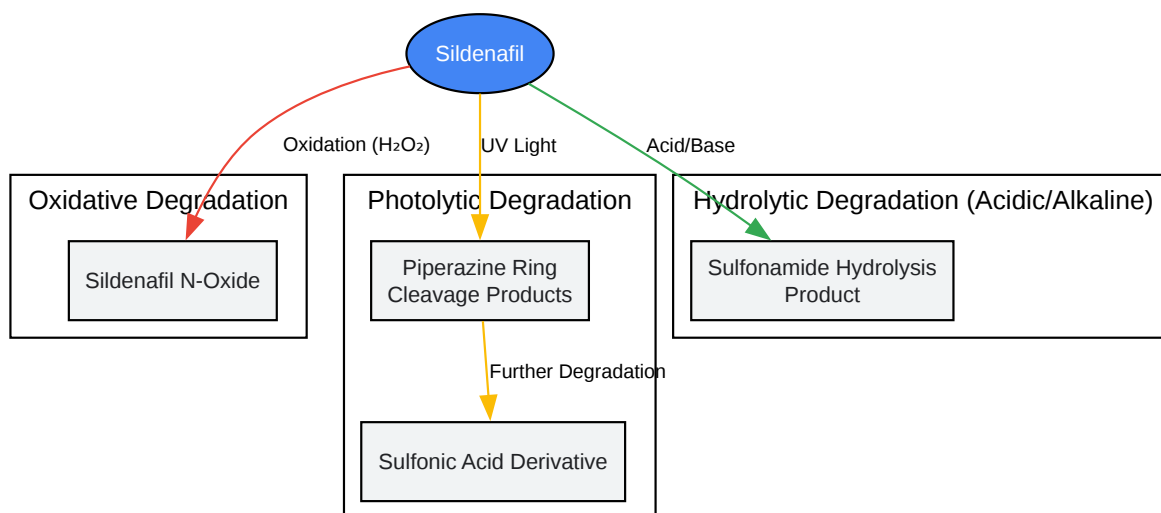 Sildenafil
Oxidation (H₂O₂)
UV Light
Acid/Base
Oxidative Degradation
Photolytic Degradation
Hydrolytic Degradation (Acidic/Alkaline)
Sildenafil N-Oxide
Piperazine Ring
Cleavage Products
Sulfonamide Hydrolysis
Product
Further Degradation
Sulfonic Acid Derivative